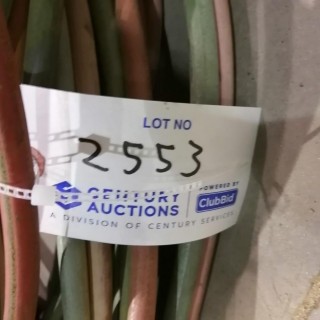 LOT NO
2553
CENTURY POWERED BY
AUCTIONS ClubBid
A DIVISION OF CENTURY SERVICES